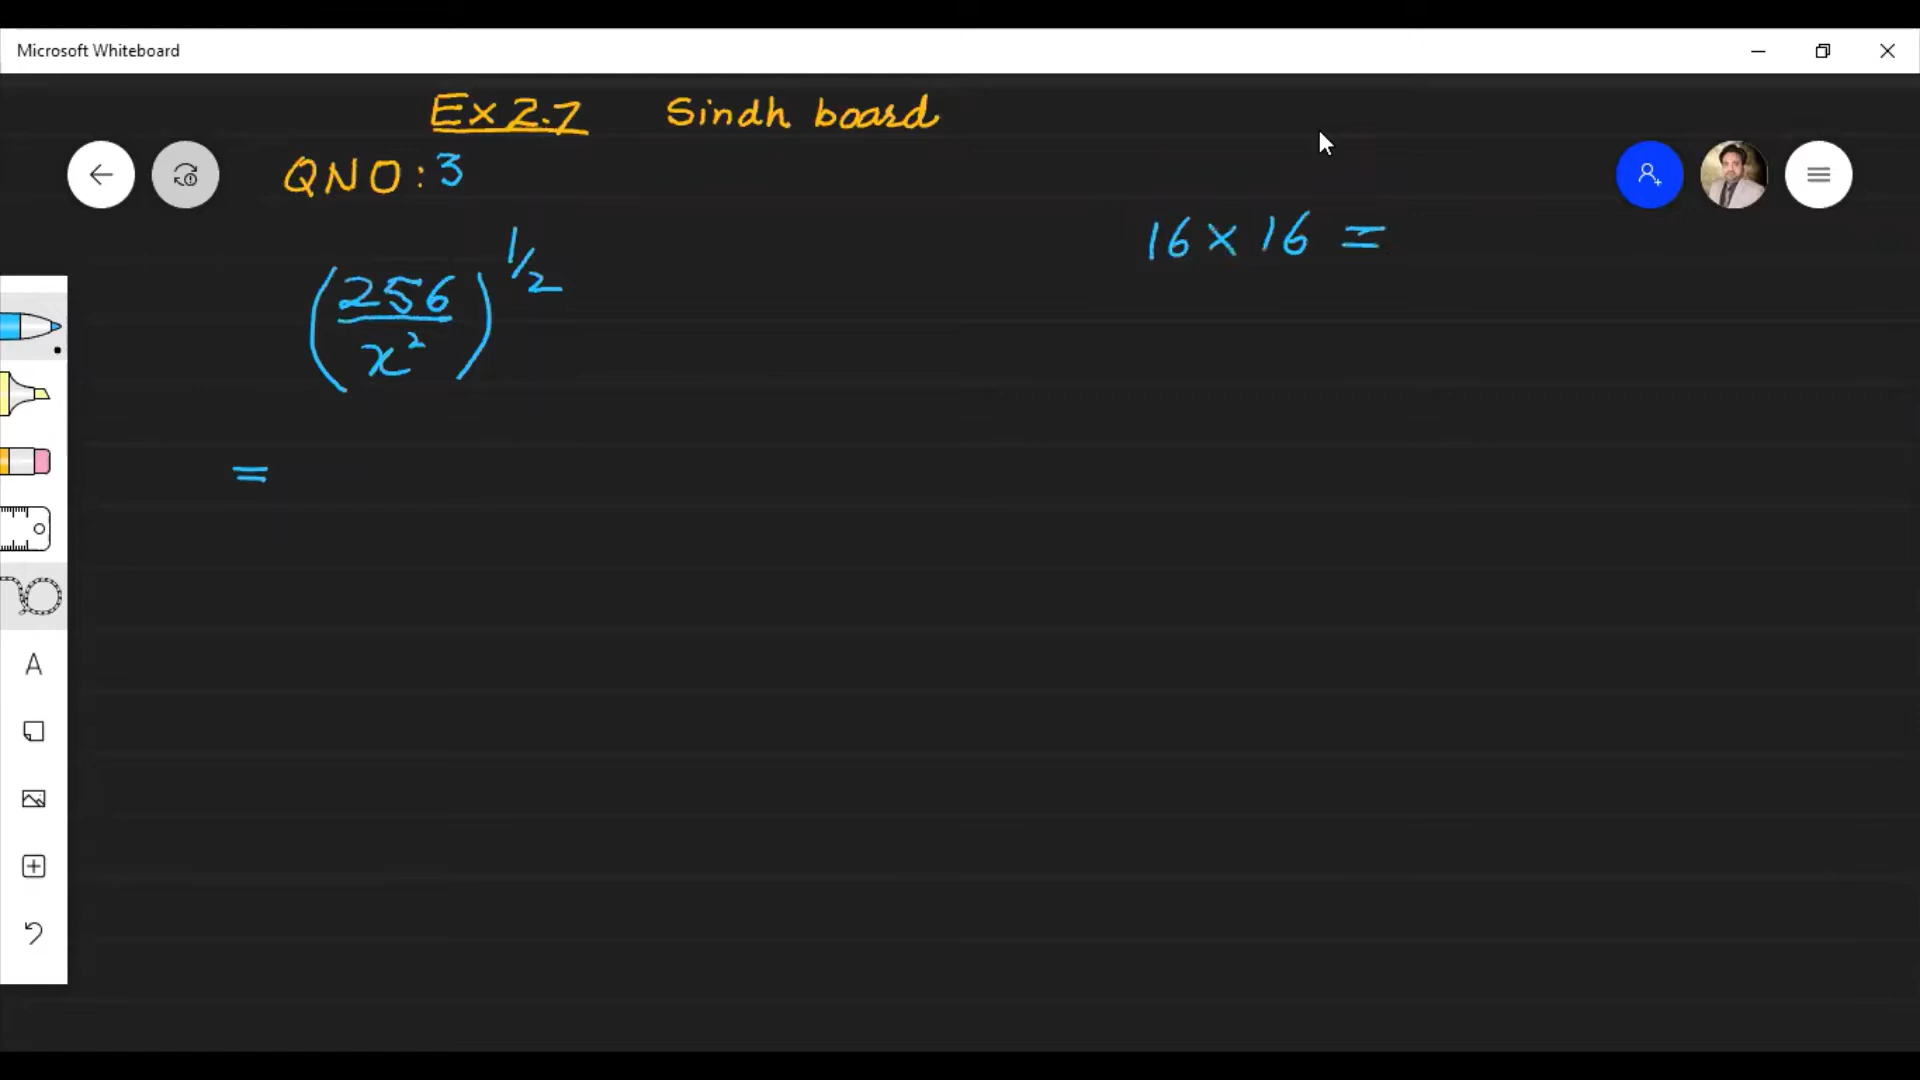 Microsoft Whiteboard
Ex 2.7 Sindh board
QNO: 3
16 × 16 =
(256/x²)^1/2
=
A